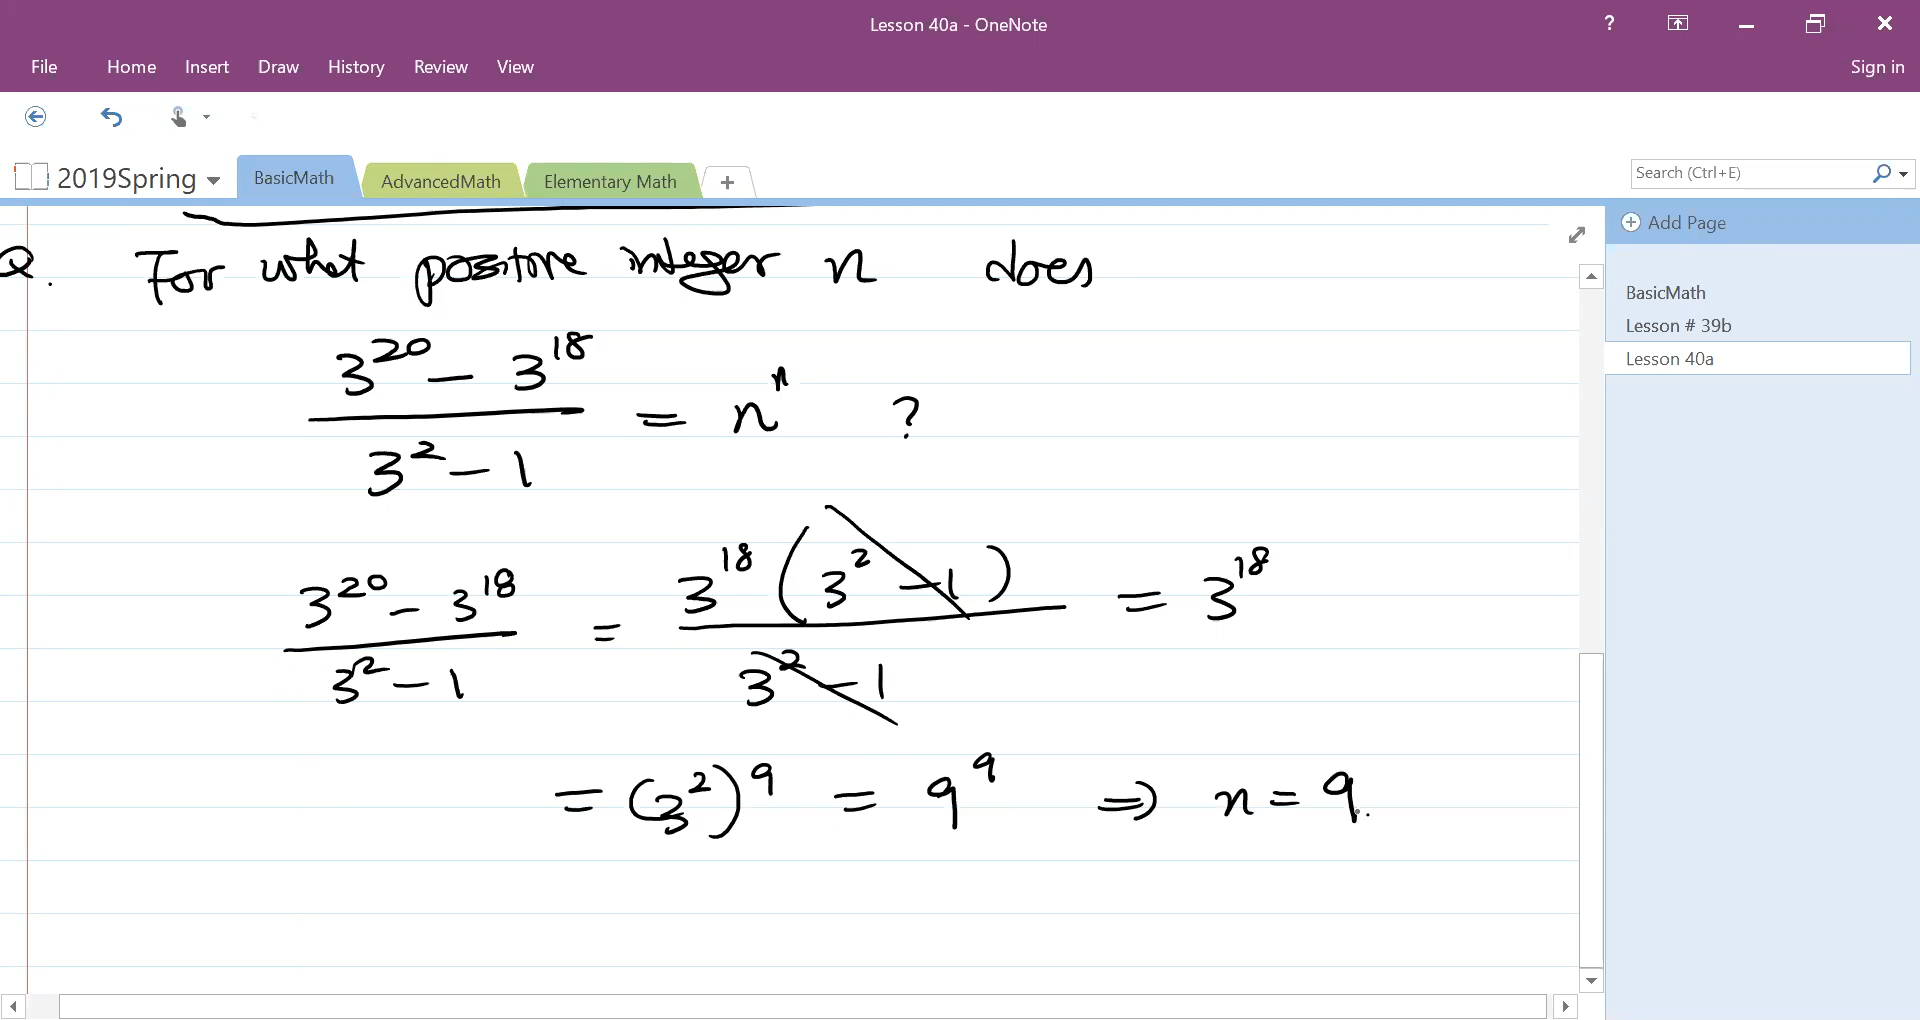 Lesson 40a - OneNote
?
File Home Insert Draw History Review View Sign in
2019Spring BasicMath AdvancedMath Elementary Math + Search (Ctrl+E)
Add Page
BasicMath
Lesson # 39b
Lesson 40a
Q. For what positive integer n does
(3^20 - 3^18) / (3^2 - 1) = n^n ?
(3^20 - 3^18) / (3^2 - 1) = 3^18 (3^2 - 1) / (3^2 - 1) = 3^18
= (3^2)^9 = 9^9 ⇒ n = 9.